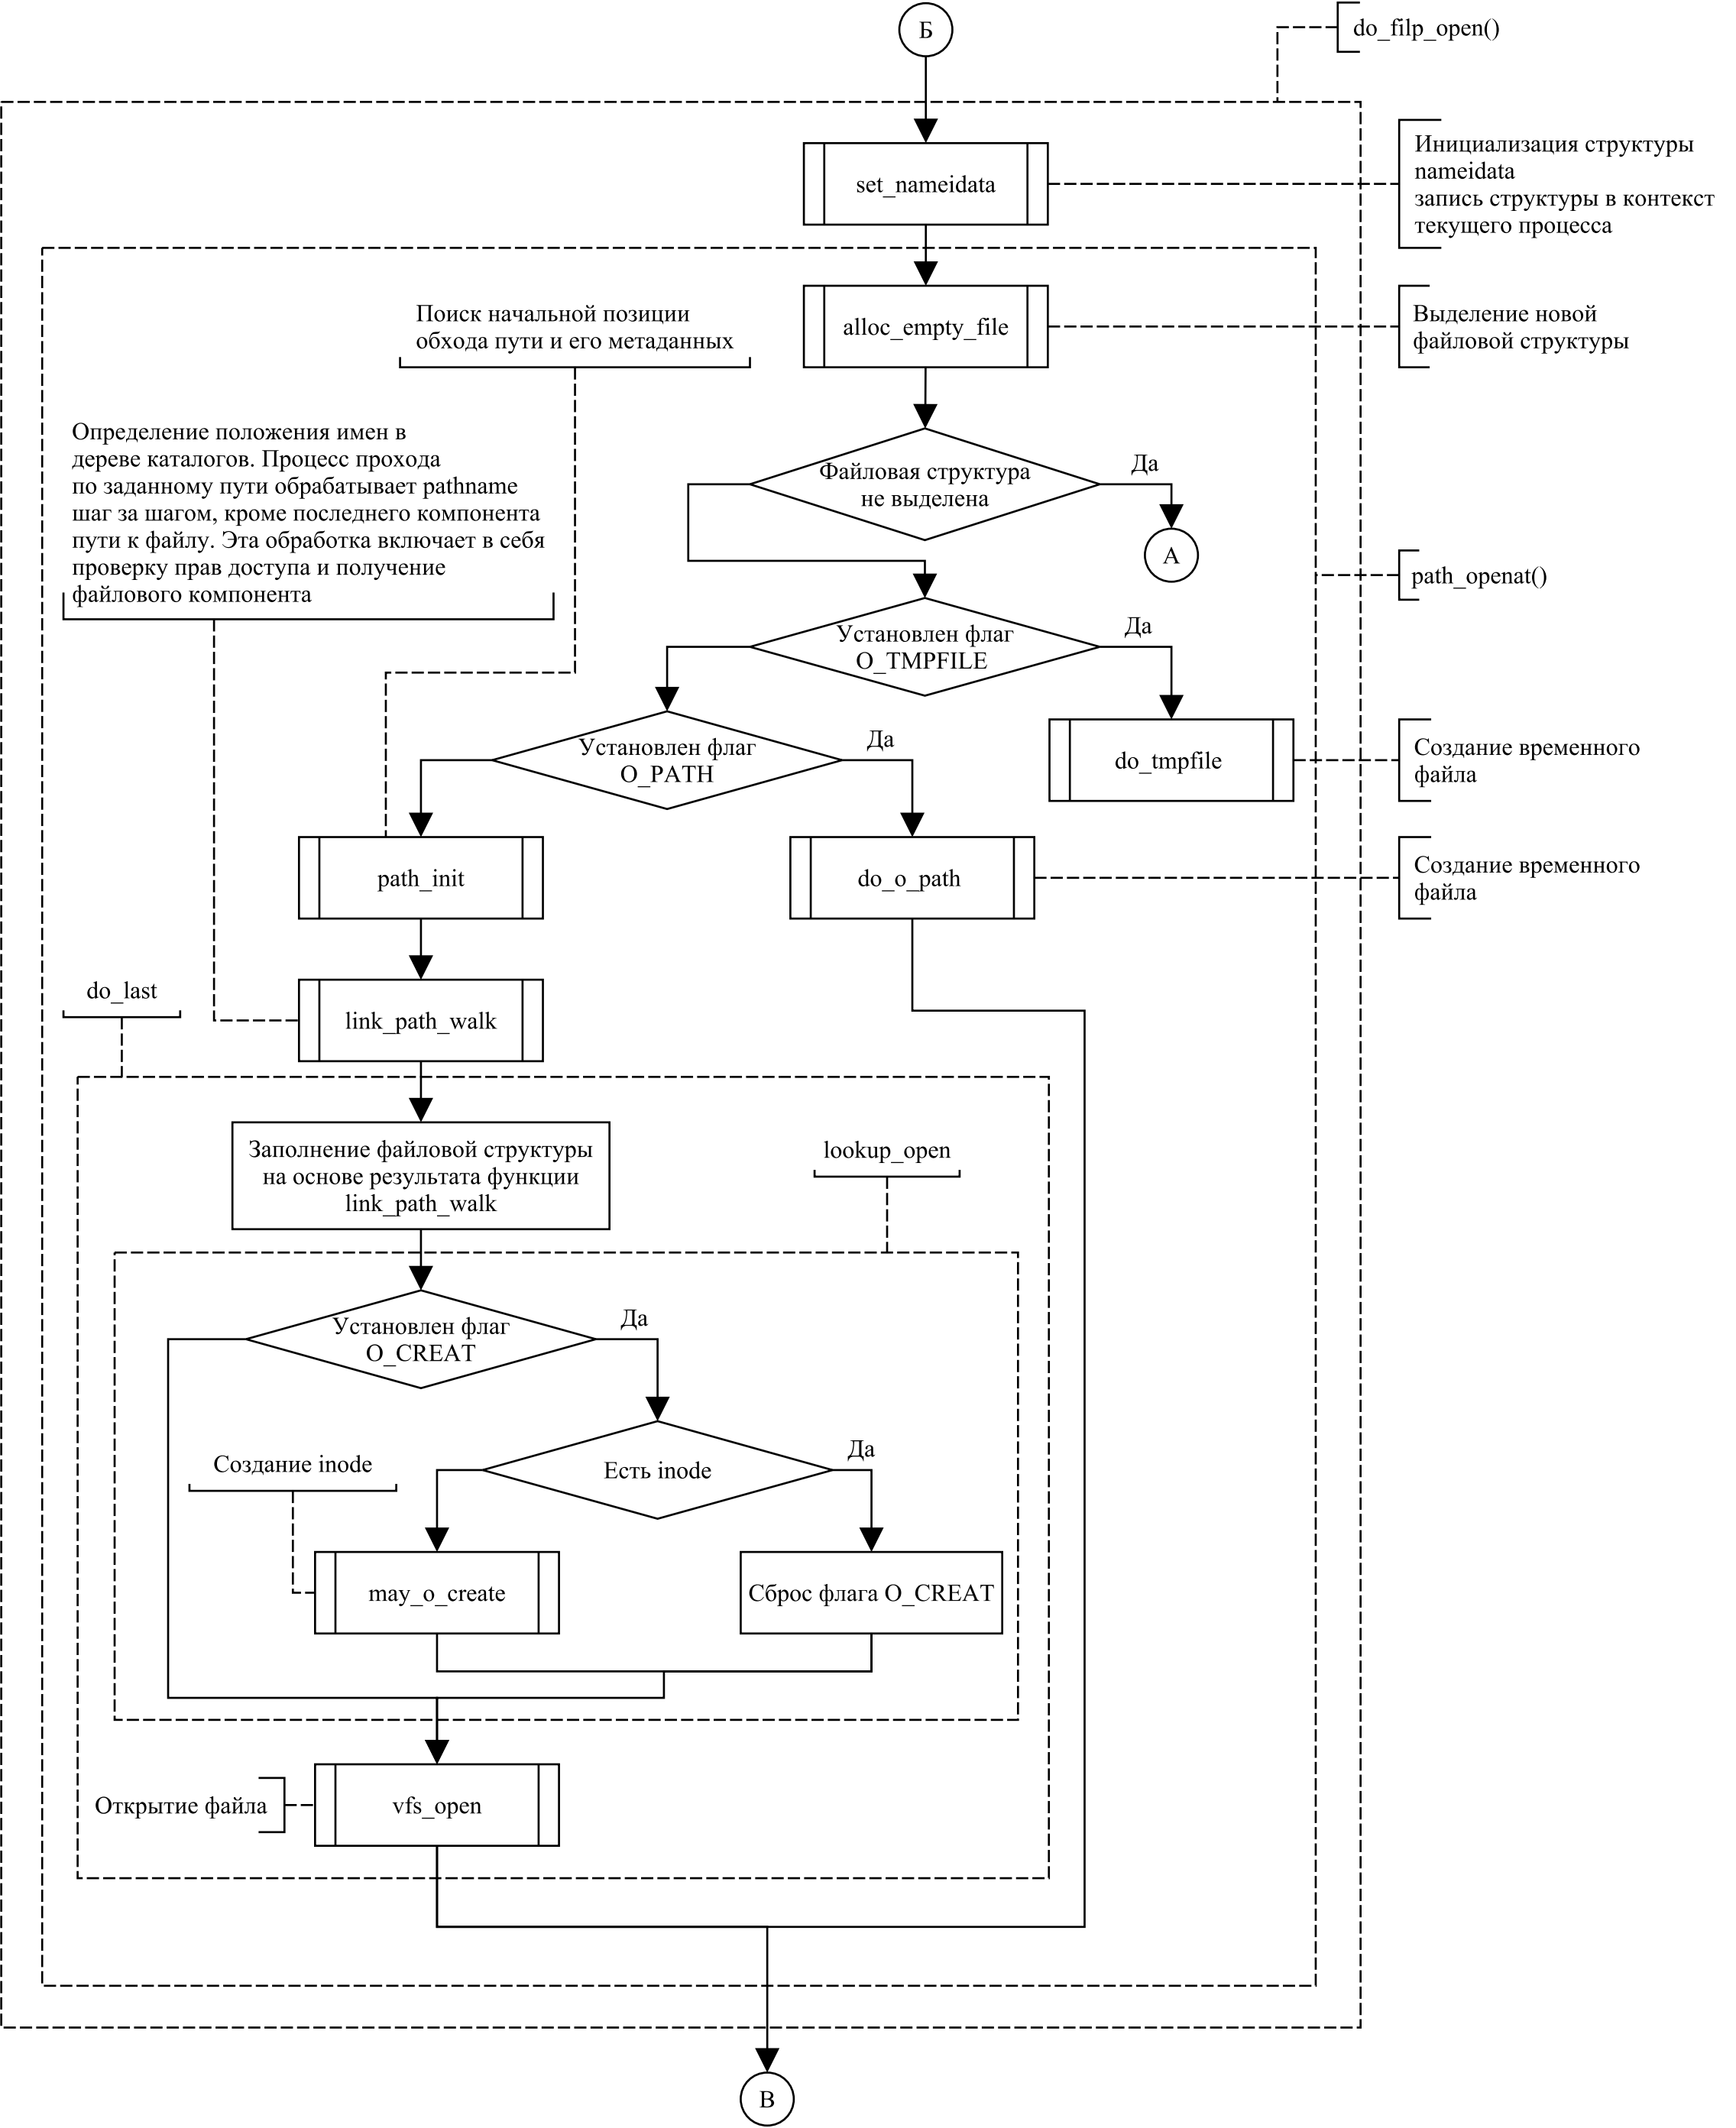 Б
do_filp_open()
set_nameidata
Инициализация структуры
nameidata
запись структуры в контекст
текущего процесса
alloc_empty_file
Выделение новой
файловой структуры
Поиск начальной позиции
обхода пути и его метаданных
Определение положения имен в
дереве каталогов. Процесс прохода
по заданному пути обрабатывает pathname
шаг за шагом, кроме последнего компонента
пути к файлу. Эта обработка включает в себя
проверку прав доступа и получение
файлового компонента
Файловая структура
не выделена
Да
А
path_openat()
Установлен флаг
O_TMPFILE
Да
Установлен флаг
O_PATH
Да
do_tmpfile
Создание временного
файла
path_init
do_o_path
Создание временного
файла
do_last
link_path_walk
Заполнение файловой структуры
на основе результата функции
link_path_walk
lookup_open
Установлен флаг
O_CREAT
Да
Создание inode
Есть inode
Да
may_o_create
Сброс флага O_CREAT
Открытие файла
vfs_open
В